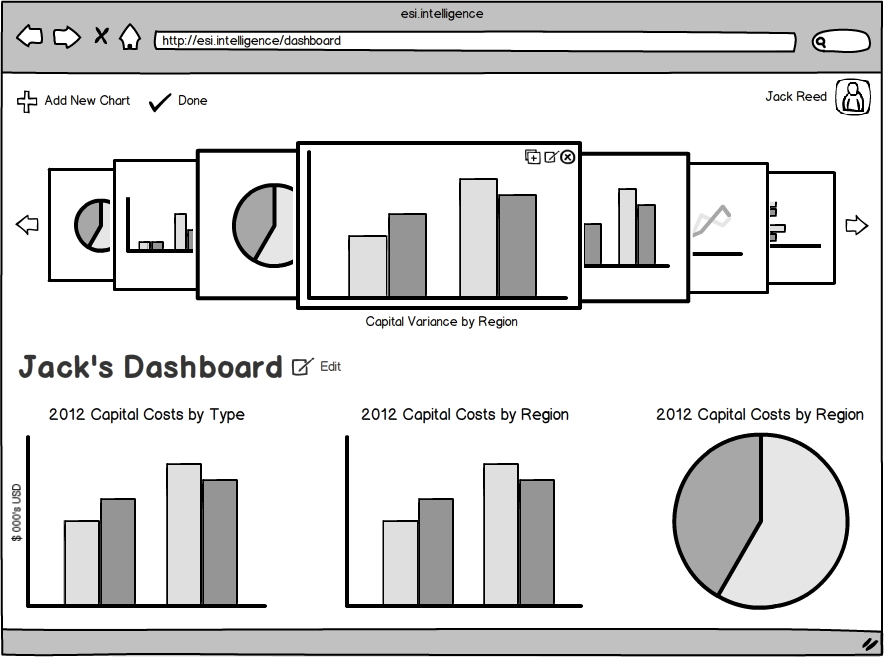 esi.intelligence
http://esi.intelligence/dashboard
Add New Chart
Done
Jack Reed
Capital Variance by Region
Jack's Dashboard
Edit
2012 Capital Costs by Type
2012 Capital Costs by Region
2012 Capital Costs by Region
$ 000's USD